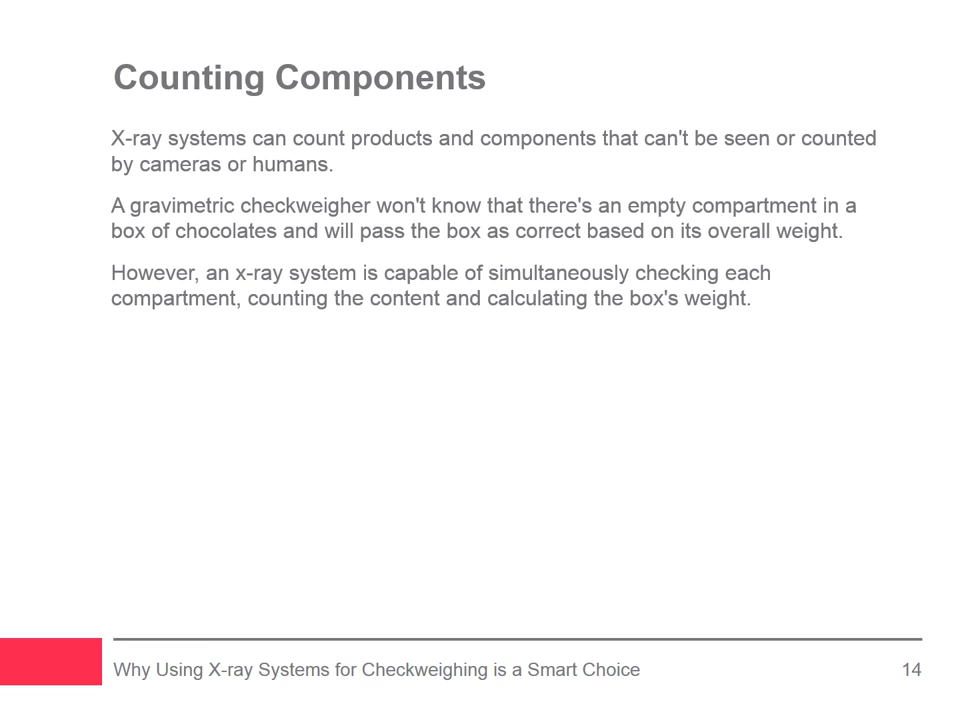 Counting Components
X-ray systems can count products and components that can't be seen or counted
by cameras or humans.
A gravimetric checkweigher won't know that there's an empty compartment in a
box of chocolates and will pass the box as correct based on its overall weight.
However, an x-ray system is capable of simultaneously checking each
compartment, counting the content and calculating the box's weight.
Why Using X-ray Systems for Checkweighing is a Smart Choice 14